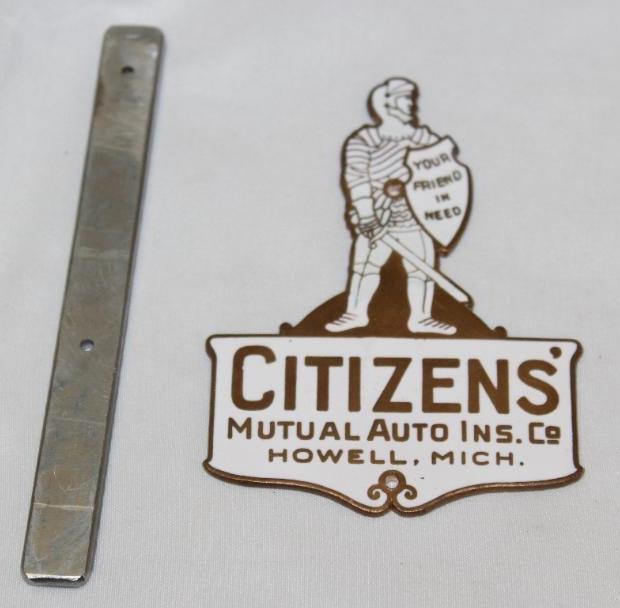 YOUR
FRIEND
IN
NEED
CITIZENS'
MUTUAL AUTO INS. CO
HOWELL, MICH.